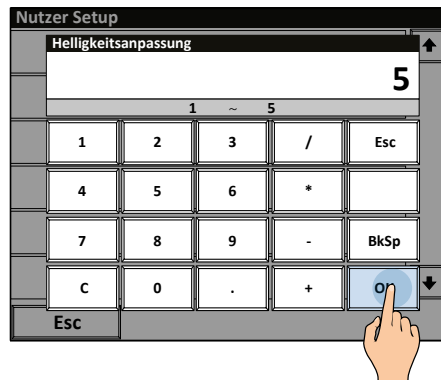 Nutzer Setup
Helligkeitsanpassung
5
1 ~ 5
1 2 3 / Esc
4 5 6 *
7 8 9 - BkSp
C 0 . +
Esc